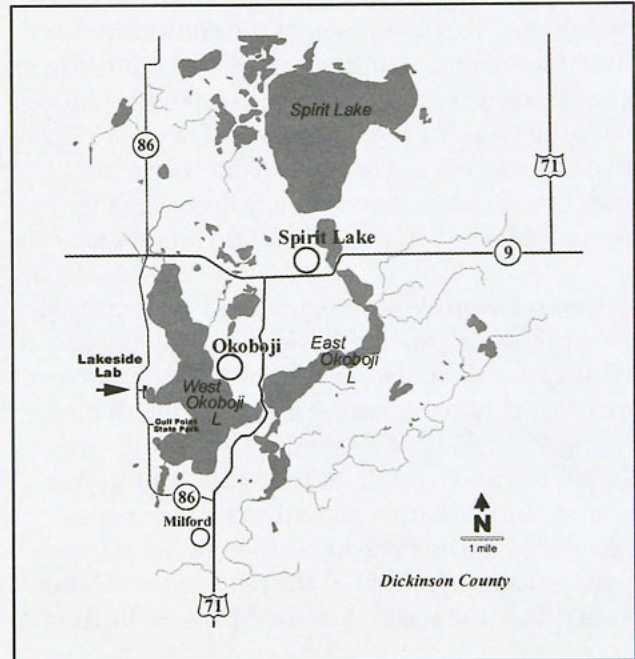 Spirit Lake
86
71
Spirit Lake
9
East
Okoboji
L
Okoboji
Lakeside
Lab
West
Okoboji
L
Gull Point
State Park
86
Milford
N
1 mile
Dickinson County
71